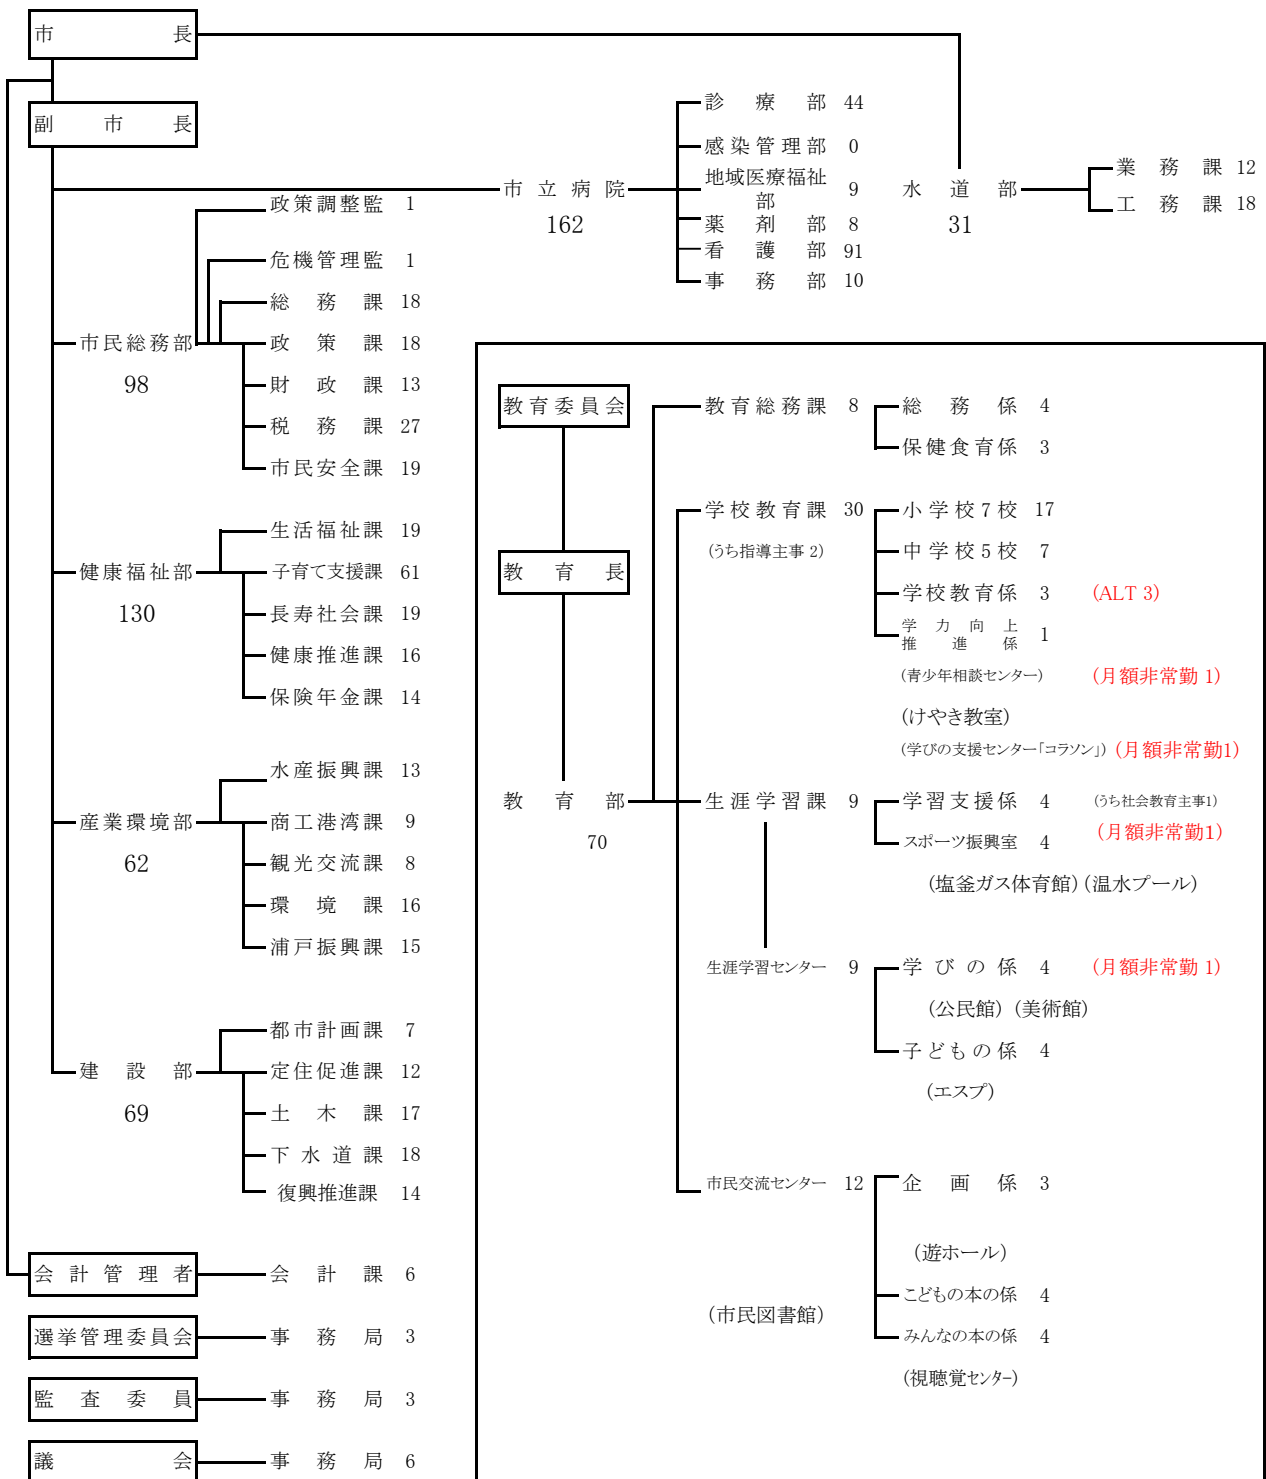 市長
副市長
診療部 44
感染管理部 0
地域医療福祉部 9
薬剤部 8
看護部 91
事務部 10
市立病院
162
水道部
31
業務課 12
工務課 18
政策調整監 1
危機管理監 1
総務課 18
市民総務部
98
政策課 18
財政課 13
税務課 27
市民安全課 19
生活福祉課 19
健康福祉部
130
子育て支援課 61
長寿社会課 19
健康推進課 16
保険年金課 14
水産振興課 13
産業環境部
62
商工港湾課 9
観光交流課 8
環境課 16
浦戸振興課 15
都市計画課 7
建設部
69
定住促進課 12
土木課 17
下水道課 18
復興推進課 14
会計管理者 会計課 6
選挙管理委員会 事務局 3
監査委員 事務局 3
議会 事務局 6
教育委員会
教育長
教育部
70
教育総務課 8
総務係 4
保健食育係 3
学校教育課 30
(うち指導主事 2)
小学校7校 17
中学校5校 7
学校教育係 3 (ALT 3)
学力向上
推進係 1
(青少年相談センター) (月額非常勤 1)
(けやき教室)
(学びの支援センター「コラソン」) (月額非常勤1)
生涯学習課 9
学習支援係 4 (うち社会教育主事1)
(月額非常勤1)
スポーツ振興室 4
(塩釜ガス体育館)(温水プール)
生涯学習センター 9
学びの係 4 (月額非常勤 1)
(公民館)(美術館)
子どもの係 4
(エスプ)
市民交流センター 12
企画係 3
(遊ホール)
(市民図書館)
こどもの本の係 4
みんなの本の係 4
(視聴覚センター)